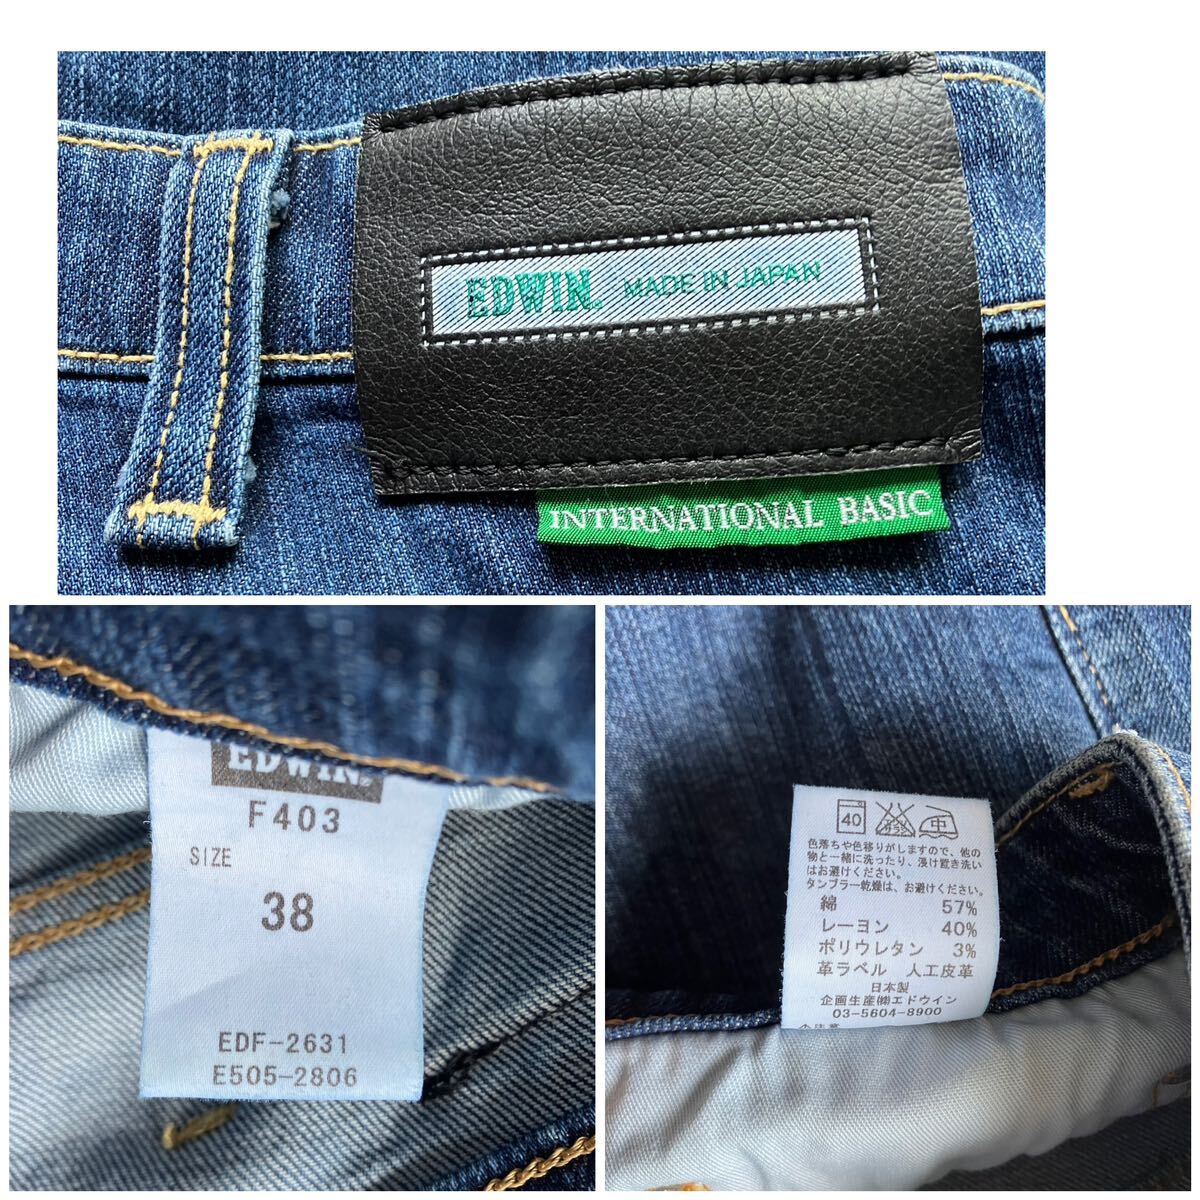 EDWIN. MADE IN JAPAN
INTERNATIONAL BASIC
EDWIN.
F403
SIZE
38
EDF-2631
E505-2806
40 中
色落ちや色移りがしますので、他の
物と一緒に洗ったり、浸け置き洗い
はお避けください。
タンブラー乾燥は、お避けください。
綿 57%
レーヨン 40%
ポリウレタン 3%
革ラベル 人工皮革
日本製
企画生産㈱エドウイン
03-5604-8900